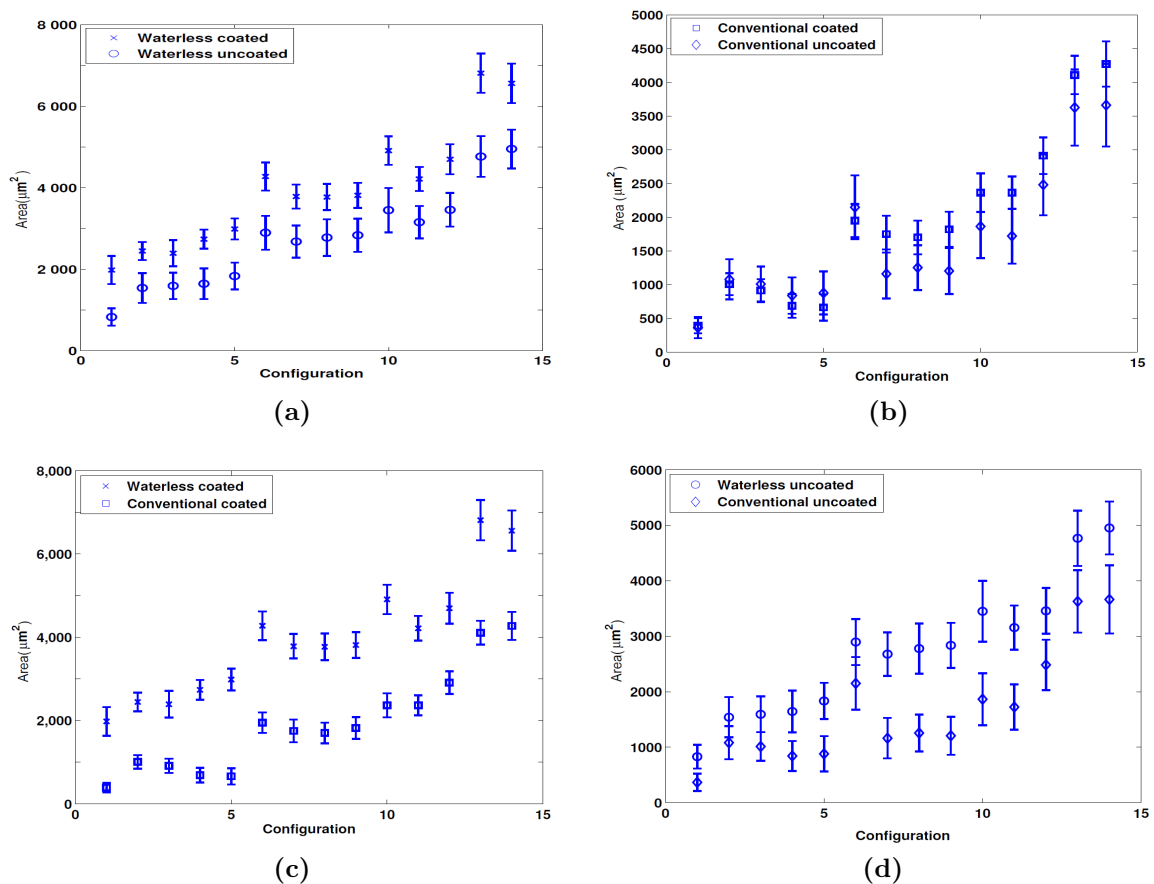 8 000
6 000
4 000
2 000
0
0
5
10
15
Area(μm²)
Configuration
Waterless coated
Waterless uncoated
(a)
5000
4500
4000
3500
3000
2500
2000
1500
1000
500
0
0
5
10
15
Area (μm²)
Configuration
Conventional coated
Conventional uncoated
(b)
8,000
6,000
4,000
2,000
0
0
5
10
15
Area(μm²)
Configuration
Waterless coated
Conventional coated
(c)
6000
5000
4000
3000
2000
1000
0
0
5
10
15
Area(μm²)
Configuration
Waterless uncoated
Conventional uncoated
(d)